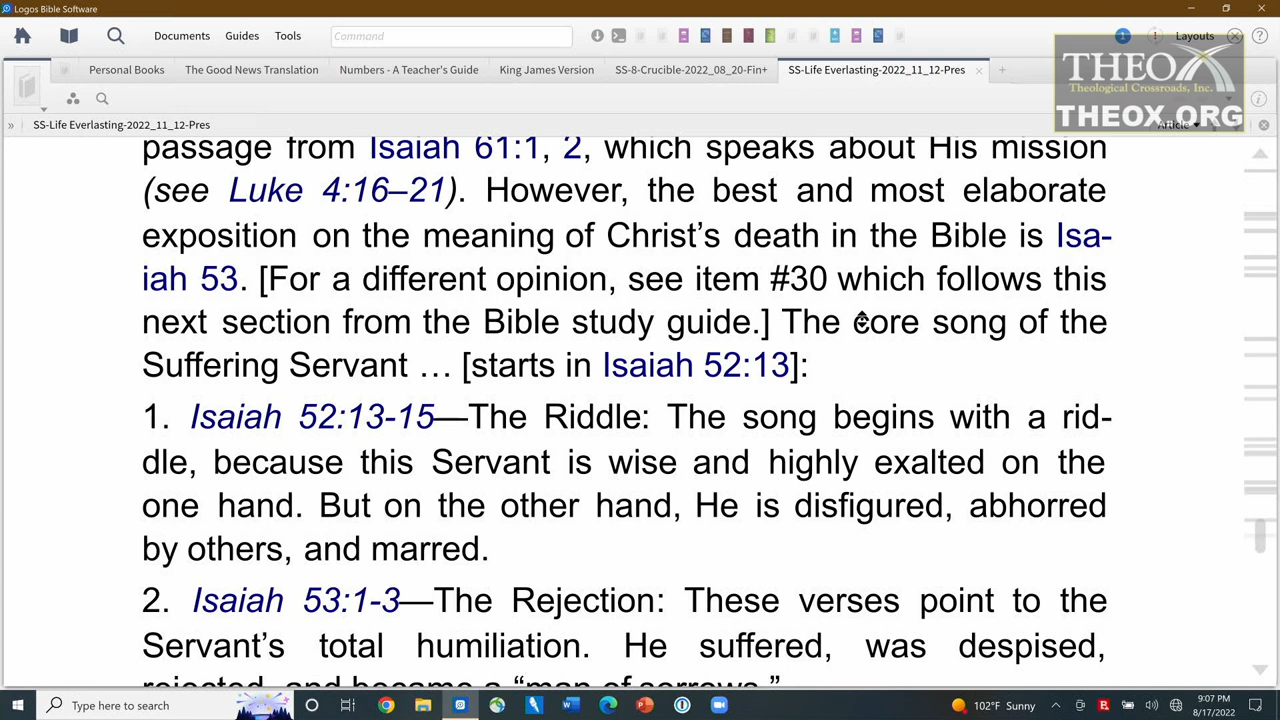 Logos Bible Software
Documents Guides Tools Command Layouts
Personal Books The Good News Translation Numbers - A Teacher's Guide King James Version SS-8-Crucible-2022_08_20-Fin+ SS-Life Everlasting-2022_11_12-Pres
THEOX
Theological Crossroads, Inc.
THEOX.ORG
SS-Life Everlasting-2022_11_12-Pres Article
passage from Isaiah 61:1, 2, which speaks about His mission
(see Luke 4:16–21). However, the best and most elaborate
exposition on the meaning of Christ's death in the Bible is Isa-
iah 53. [For a different opinion, see item #30 which follows this
next section from the Bible study guide.] The core song of the
Suffering Servant … [starts in Isaiah 52:13]:
1. Isaiah 52:13-15—The Riddle: The song begins with a rid-
dle, because this Servant is wise and highly exalted on the
one hand. But on the other hand, He is disfigured, abhorred
by others, and marred.
2. Isaiah 53:1-3—The Rejection: These verses point to the
Servant's total humiliation. He suffered, was despised,
rejected, and became a “man of sorrows.”
Type here to search 102°F Sunny 9:07 PM
8/17/2022